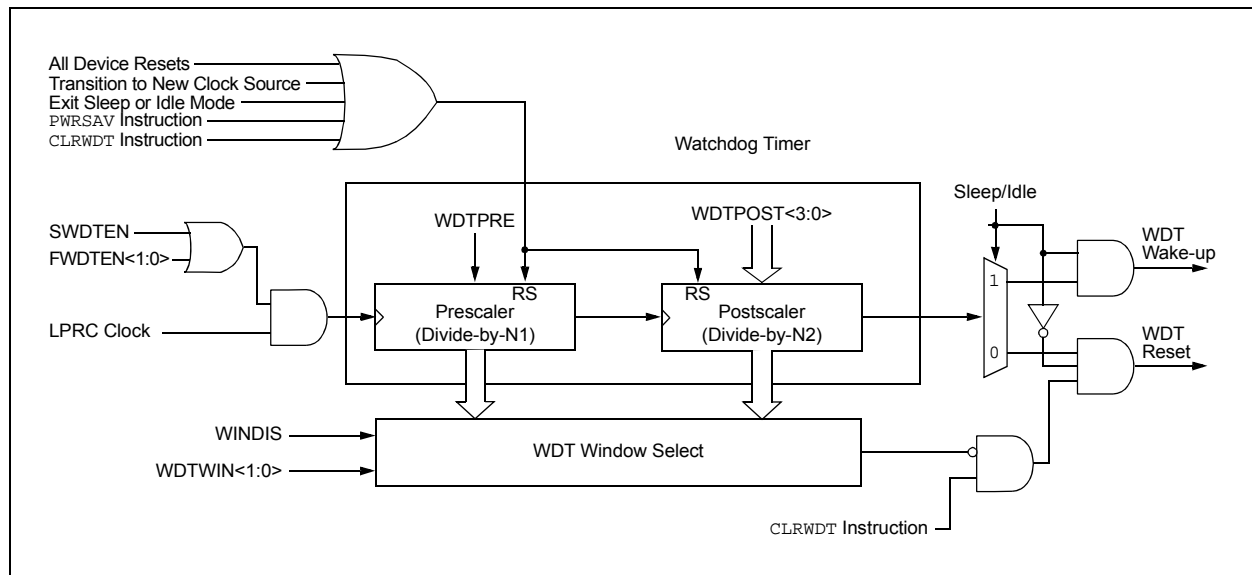 All Device Resets
Transition to New Clock Source
Exit Sleep or Idle Mode
PWRSAV Instruction
CLRWDT Instruction
Watchdog Timer
Sleep/Idle
SWDTEN
FWDTEN<1:0>
LPRC Clock
WDTPRE
WDTPOST<3:0>
RS
RS
Prescaler
(Divide-by-N1)
Postscaler
(Divide-by-N2)
1
0
WDT
Wake-up
WDT
Reset
WINDIS
WDTWIN<1:0>
WDT Window Select
CLRWDT Instruction